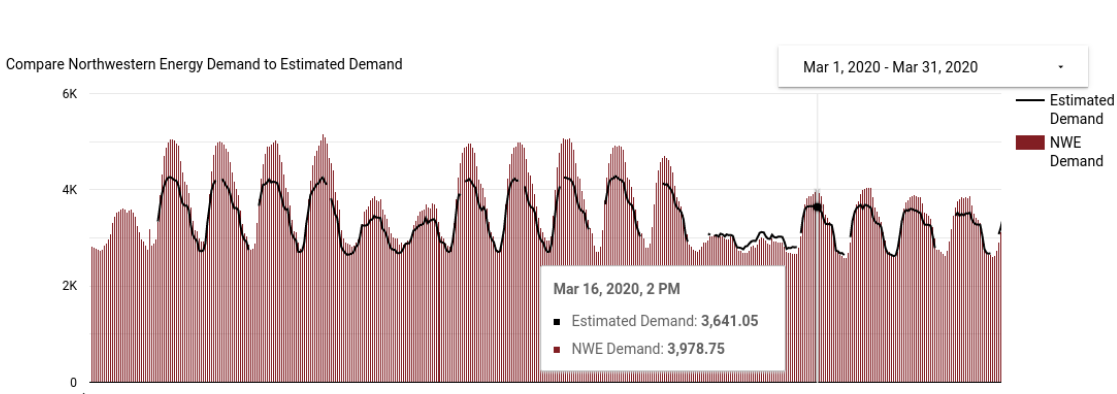 Compare Northwestern Energy Demand to Estimated Demand
Mar 1, 2020 - Mar 31, 2020
6K
4K
2K
0
Estimated
Demand
NWE
Demand
Mar 16, 2020, 2 PM
Estimated Demand: 3,641.05
NWE Demand: 3,978.75